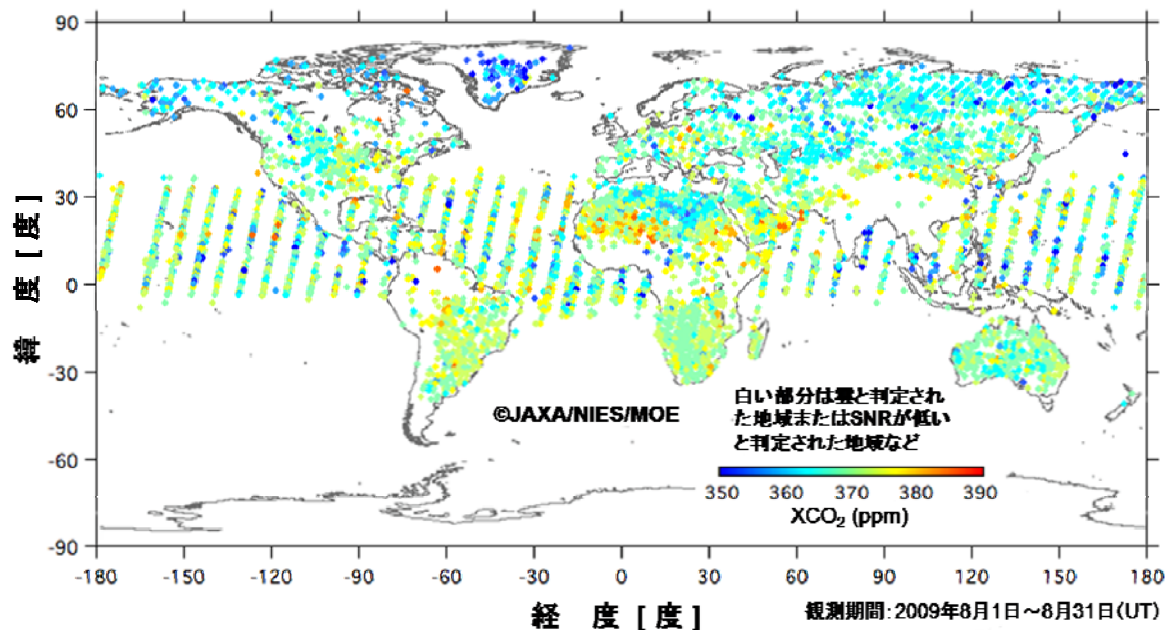 90
60
30
0
-30
-60
-90
緯 度 [ 度 ]
©JAXA/NIES/MOE
白い部分は雲と判定され
た地域またはSNRが低い
と判定された地域など
350 360 370 380 390
XCO₂ (ppm)
-180 -150 -120 -90 -60 -30 0 30 60 90 120 150 180
経 度 [ 度 ]
観測期間:2009年8月1日～8月31日(UT)